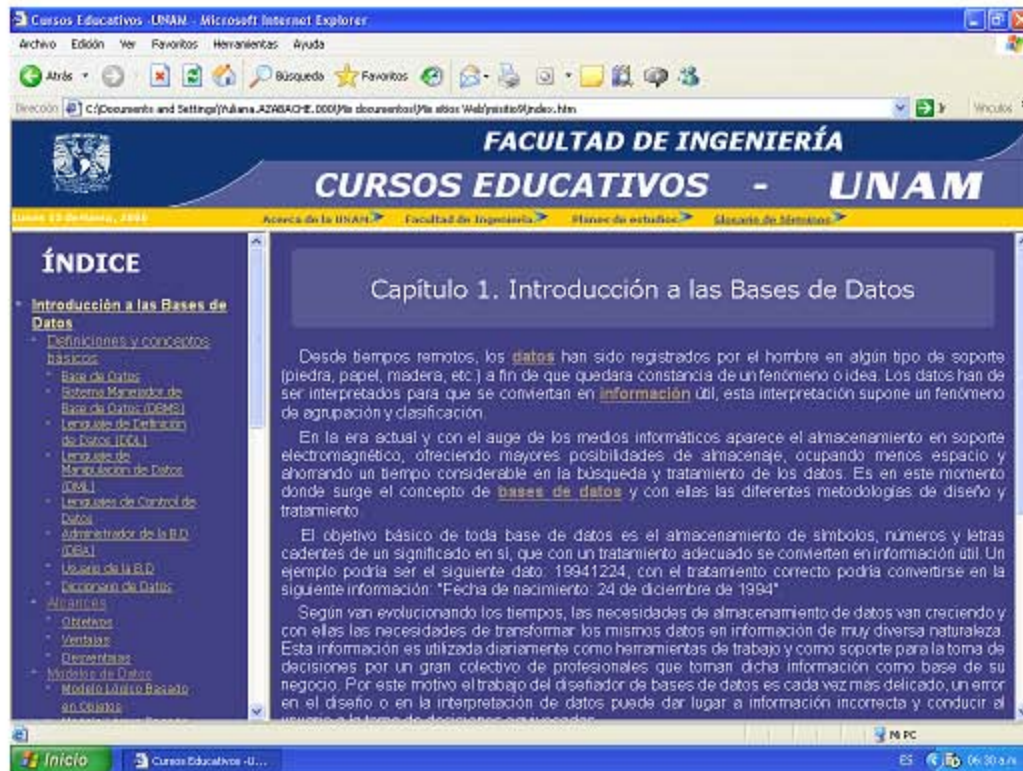 Cursos Educativos -UNAM - Microsoft Internet Explorer
Archivo Edición Ver Favoritos Herramientas Ayuda
Atrás Búsqueda Favoritos
Dirección C:\Documents and Settings\Yuliana.AZABACHE.000\Mis documentos\Mis sitios Web\misitio9\index.htm Ir Vínculos
FACULTAD DE INGENIERÍA
CURSOS EDUCATIVOS - UNAM
Acerca de la UNAM Facultad de Ingeniería Planes de estudios Glosario de Términos
ÍNDICE
Introducción a las Bases de
Datos
Definiciones y conceptos
básicos
Base de Datos
Sistema Manejador de
Base de Datos (DBMS)
Lenguaje de Definición
de Datos (DDL)
Lenguaje de
Manipulación de Datos
(DML)
Lenguajes de Control de
Datos
Administrador de la B.D
(DBA)
Usuario de la B.D
Diccionario de Datos
Alcances
Objetivos
Ventajas
Desventajas
Modelos de Datos
Modelo Lógico Basado
en Objetos
Capítulo 1. Introducción a las Bases de Datos
Desde tiempos remotos, los datos han sido registrados por el hombre en algún tipo de soporte
(piedra, papel, madera, etc.) a fin de que quedara constancia de un fenómeno o idea. Los datos han de
ser interpretados para que se conviertan en información útil, esta interpretación supone un fenómeno
de agrupación y clasificación.
En la era actual y con el auge de los medios informáticos aparece el almacenamiento en soporte
electromagnético, ofreciendo mayores posibilidades de almacenaje, ocupando menos espacio y
ahorrando un tiempo considerable en la búsqueda y tratamiento de los datos. Es en este momento
donde surge el concepto de bases de datos y con ellas las diferentes metodologías de diseño y
tratamiento.
El objetivo básico de toda base de datos es el almacenamiento de símbolos, números y letras
cadentes de un significado en sí, que con un tratamiento adecuado se convierten en información útil. Un
ejemplo podría ser el siguiente dato: 19941224, con el tratamiento correcto podría convertirse en la
siguiente información: "Fecha de nacimiento: 24 de diciembre de 1994"
Según van evolucionando los tiempos, las necesidades de almacenamiento de datos van creciendo y
con ellas las necesidades de transformar los mismos datos en información de muy diversa naturaleza.
Esta información es utilizada diariamente como herramientas de trabajo y como soporte para la toma de
decisiones por un gran colectivo de profesionales que toman dicha información como base de su
negocio. Por este motivo el trabajo del diseñador de bases de datos es cada vez más delicado, un error
en el diseño o en la interpretación de datos puede dar lugar a información incorrecta y conducir al
Mi PC
Inicio Cursos Educativos -U... ES 06:30 a.m.